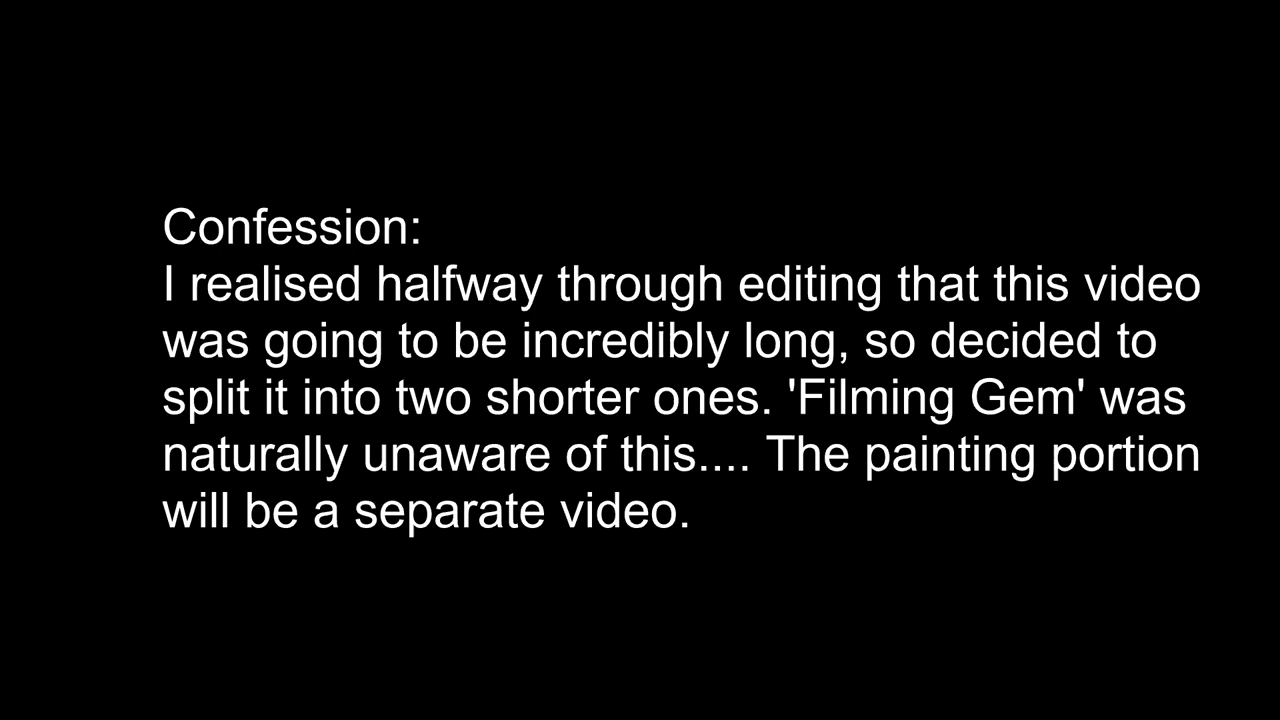 Confession:
I realised halfway through editing that this video
was going to be incredibly long, so decided to
split it into two shorter ones. 'Filming Gem' was
naturally unaware of this.... The painting portion
will be a separate video.